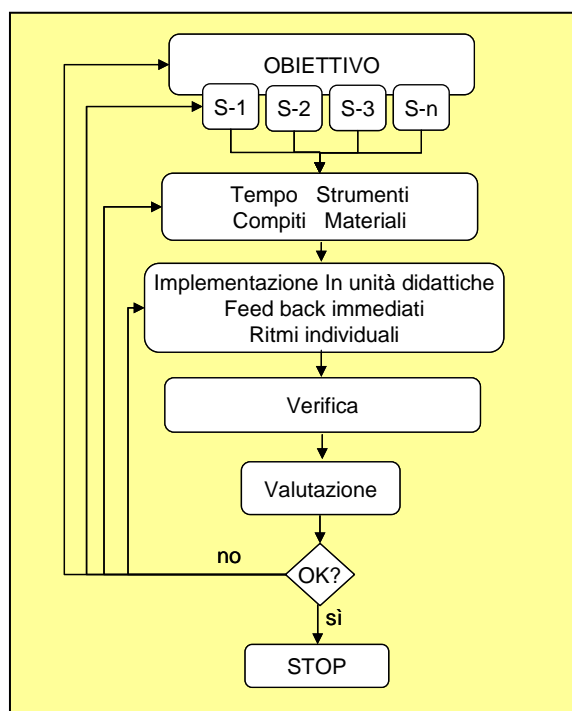 OBIETTIVO
S-1 S-2 S-3 S-n
Tempo Strumenti
Compiti Materiali
Implementazione In unità didattiche
Feed back immediati
Ritmi individuali
Verifica
Valutazione
no
OK?
sì
STOP